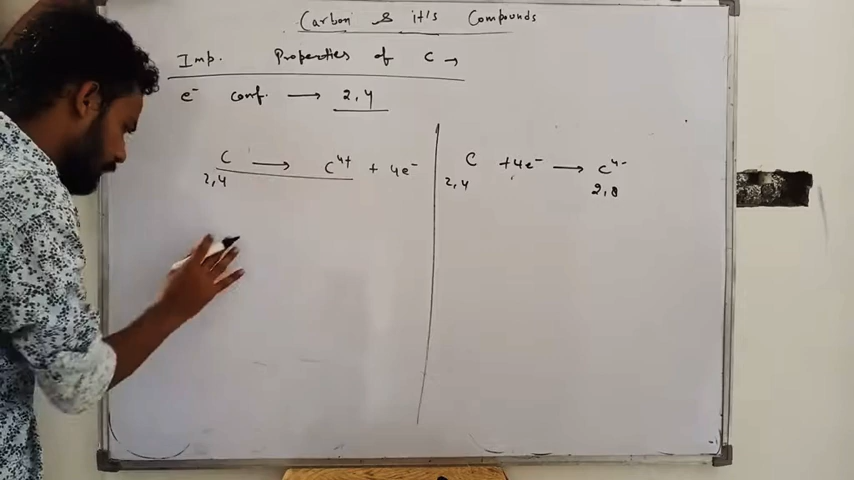 Carbon & it's Compounds
Imp. Properties of C →
e⁻ conf. → 2,4
C → C⁴⁺ + 4e⁻
2,4
C + 4e⁻ → C⁴⁻
2,4 2,8